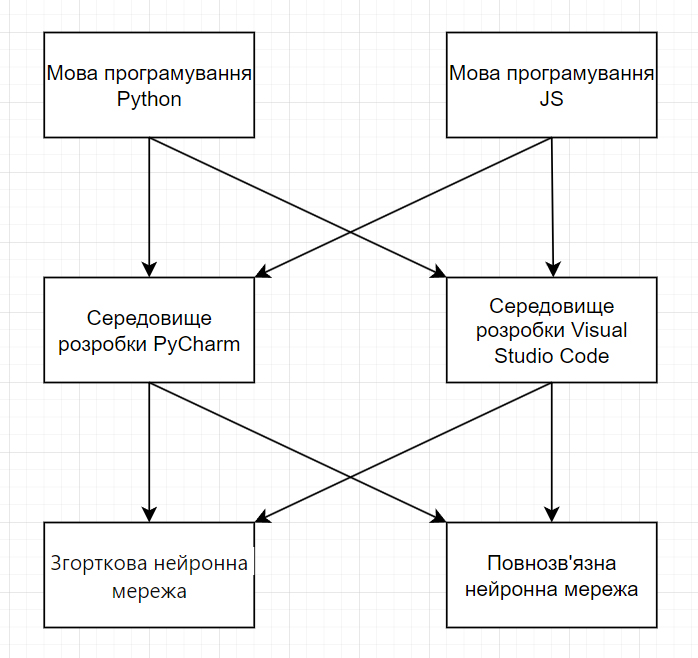 Мова програмування
Python
Мова програмування
JS
Середовище
розробки PyCharm
Середовище
розробки Visual
Studio Code
Згорткова нейронна
мережа
Повнозв'язна
нейронна мережа